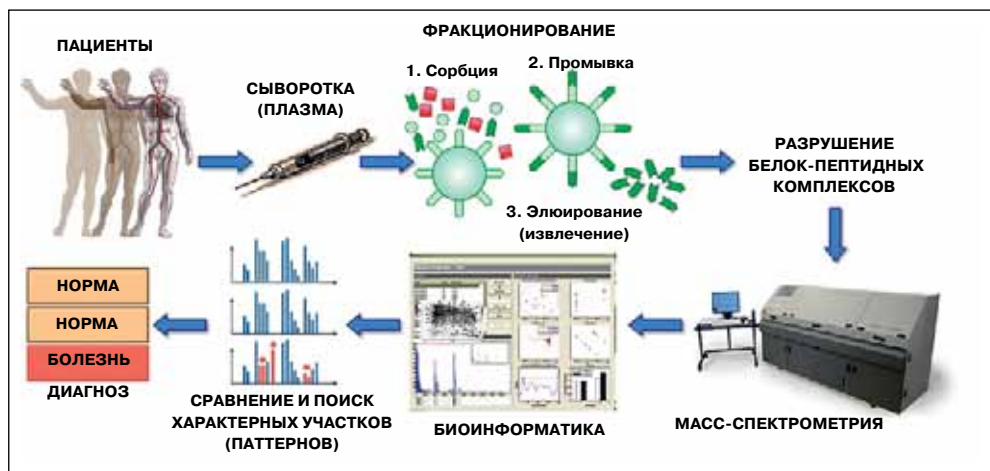 ПАЦИЕНТЫ
СЫВОРОТКА
(ПЛАЗМА)
ФРАКЦИОНИРОВАНИЕ
1. Сорбция
2. Промывка
3. Элюирование
(извлечение)
РАЗРУШЕНИЕ
БЕЛОК-ПЕПТИДНЫХ
КОМПЛЕКСОВ
МАСС-СПЕКТРОМЕТРИЯ
БИОИНФОРМАТИКА
СРАВНЕНИЕ И ПОИСК
ХАРАКТЕРНЫХ УЧАСТКОВ
(ПАТТЕРНОВ)
НОРМА
НОРМА
БОЛЕЗНЬ
ДИАГНОЗ